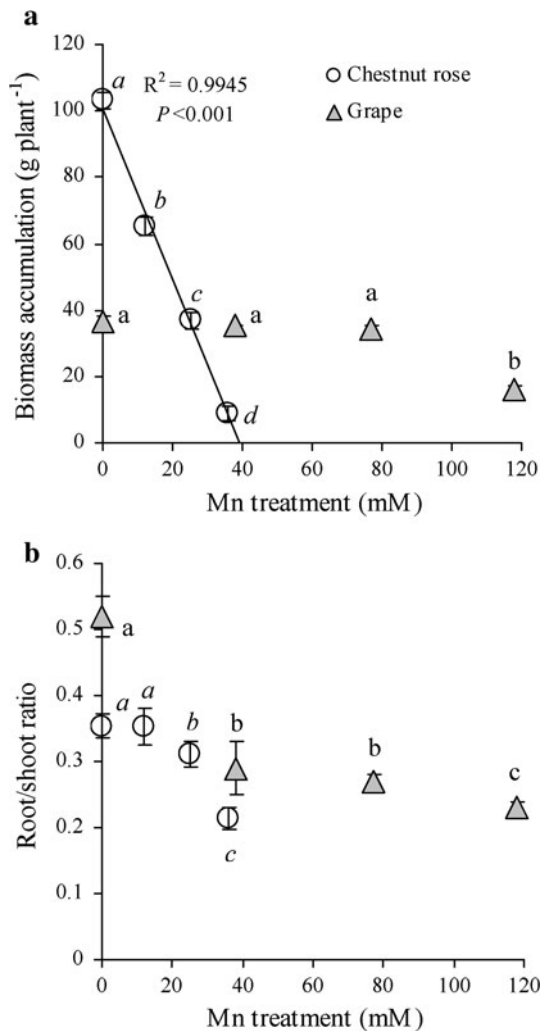 a
120
100
80
60
40
20
0
Biomass accumulation (g plant⁻¹)
a
R² = 0.9945
P<0.001
Chestnut rose
Grape
b
c
d
a
a
a
b
0 20 40 60 80 100 120
Mn treatment (mM)
b
0.6
0.5
0.4
0.3
0.2
0.1
0
Root/shoot ratio
a
a
a
b
b
b
c
c
0 20 40 60 80 100 120
Mn treatment (mM)